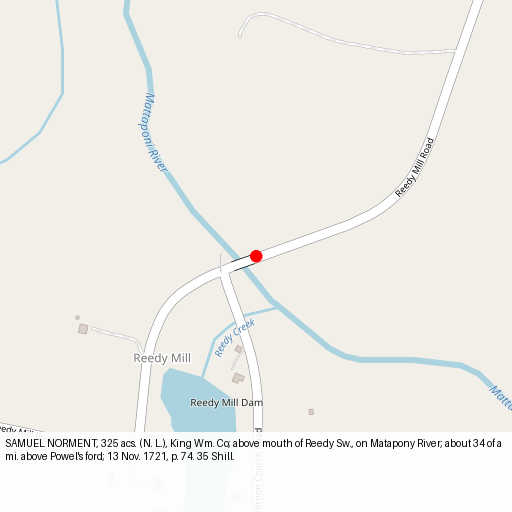 Mattaponi River
Reedy Mill Road
Reedy Creek
Reedy Mill
Reedy Mill Dam
SAMUEL NORMENT, 325 acs. (N. L.), King Wm. Co; above mouth of Reedy Sw., on Matapony River; about 34 of a
mi. above Powel's ford; 13 Nov. 1721, p. 74. 35 Shill.